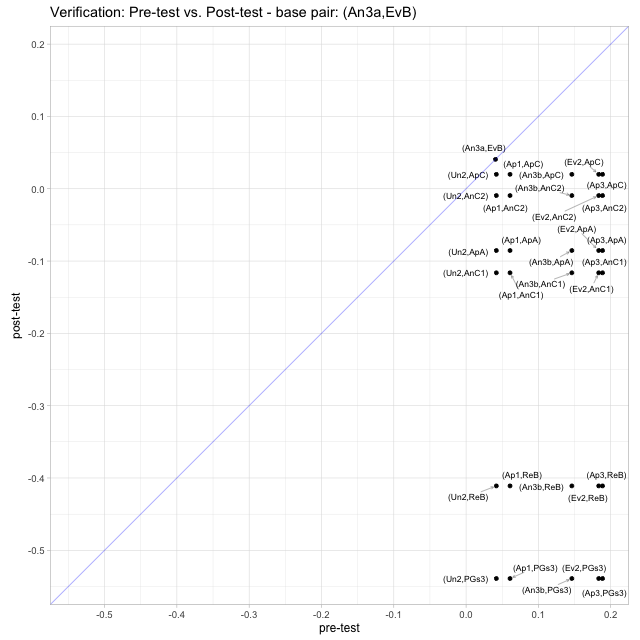 Verification: Pre-test vs. Post-test - base pair: (An3a,EvB)
0.2
0.1
(An3a,EvB)
(Ap1,ApC)
(Ev2,ApC)
(Un2,ApC)
(An3b,ApC)
(Ap3,ApC)
0.0
(An3b,AnC2)
(Un2,AnC2)
(Ap1,AnC2)
(Ap3,AnC2)
(Ev2,AnC2)
(Ev2,ApA)
(Ap1,ApA)
(Ap3,ApA)
(Un2,ApA)
(An3b,ApA)
(Ap3,AnC1)
-0.1
(Un2,AnC1)
(An3b,AnC1)
(Ev2,AnC1)
(Ap1,AnC1)
post-test
-0.2
-0.3
-0.4
(Ap1,ReB)
(Ap3,ReB)
(An3b,ReB)
(Un2,ReB)
(Ev2,ReB)
-0.5
(Ap1,PGs3)
(Ev2,PGs3)
(Un2,PGs3)
(An3b,PGs3)
(Ap3,PGs3)
-0.5 -0.4 -0.3 -0.2 -0.1 0.0 0.1 0.2
pre-test